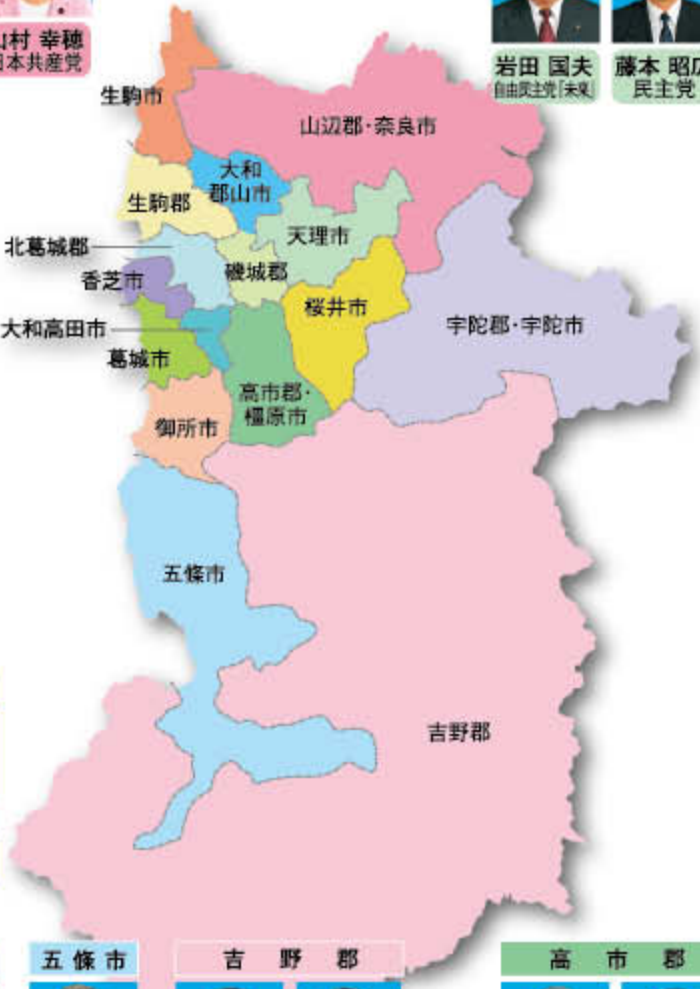 山村 幸穂
日本共産党
岩田 国夫
自由民主党「未来」
藤本 昭広
民主党
生駒市
山辺郡・奈良市
大和
郡山市
生駒郡
天理市
北葛城郡
磯城郡
香芝市
桜井市
宇陀郡・宇陀市
大和高田市
葛城市
高市郡・
橿原市
御所市
五條市
吉野郡
五條市
吉野郡
高市郡